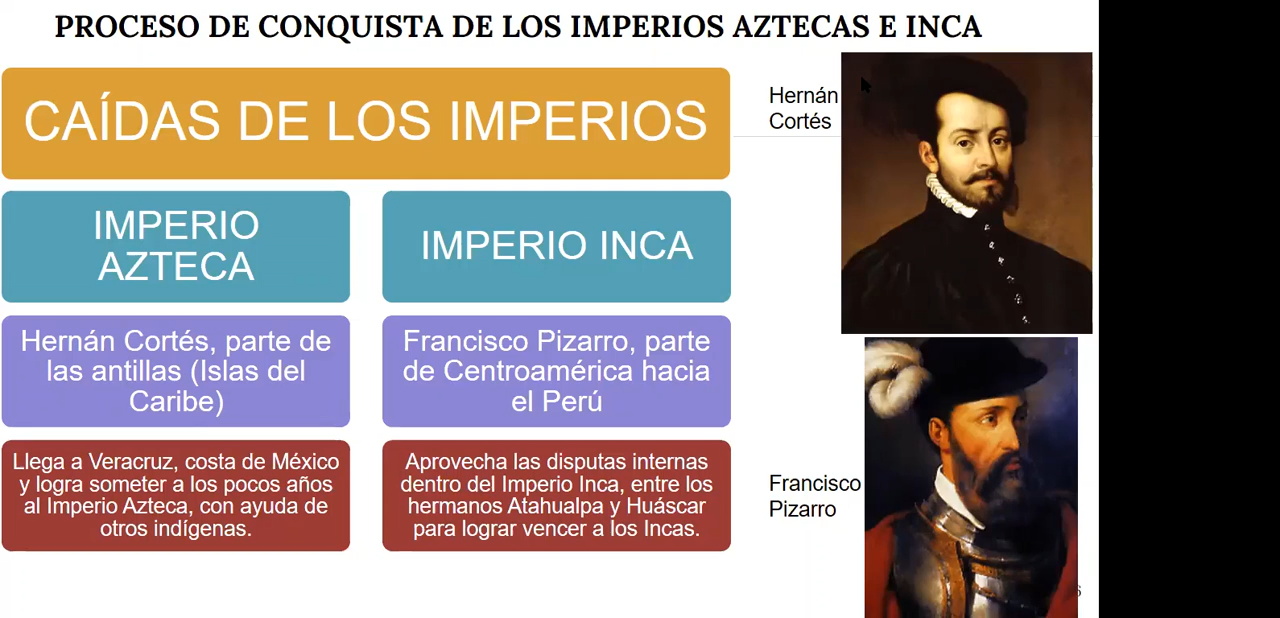 PROCESO DE CONQUISTA DE LOS IMPERIOS AZTECAS E INCA
CAÍDAS DE LOS IMPERIOS
IMPERIO
AZTECA
IMPERIO INCA
Hernán Cortés, parte de
las antillas (Islas del
Caribe)
Francisco Pizarro, parte
de Centroamérica hacia
el Perú
Llega a Veracruz, costa de México
y logra someter a los pocos años
al Imperio Azteca, con ayuda de
otros indígenas.
Aprovecha las disputas internas
dentro del Imperio Inca, entre los
hermanos Atahualpa y Huáscar
para lograr vencer a los Incas.
Hernán
Cortés
Francisco
Pizarro